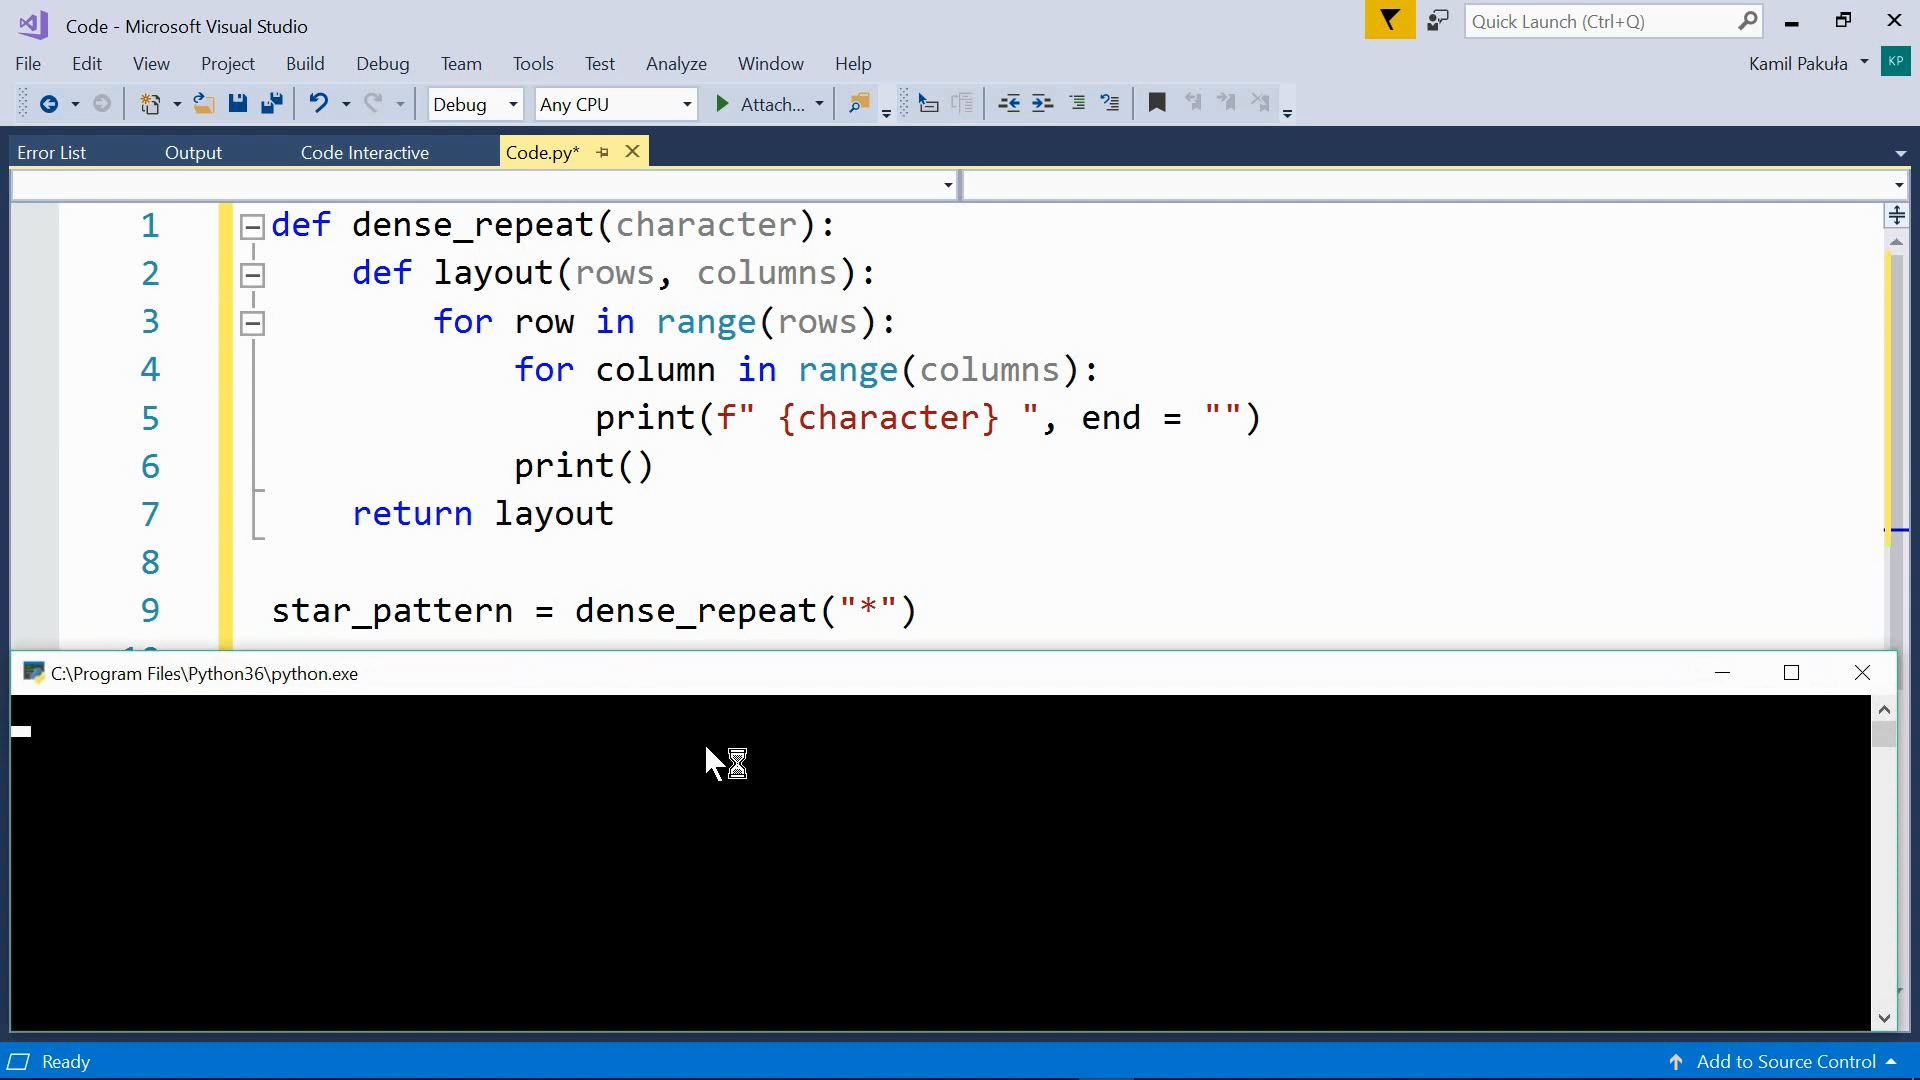 Code - Microsoft Visual Studio
Quick Launch (Ctrl+Q)
File Edit View Project Build Debug Team Tools Test Analyze Window Help
Kamil Pakuła KP
Debug Any CPU Attach...
Error List Output Code Interactive Code.py*
1 def dense_repeat(character):
2     def layout(rows, columns):
3         for row in range(rows):
4             for column in range(columns):
5                 print(f" {character} ", end = "")
6             print()
7     return layout
8
9 star_pattern = dense_repeat("*")
C:\Program Files\Python36\python.exe
Ready
Add to Source Control